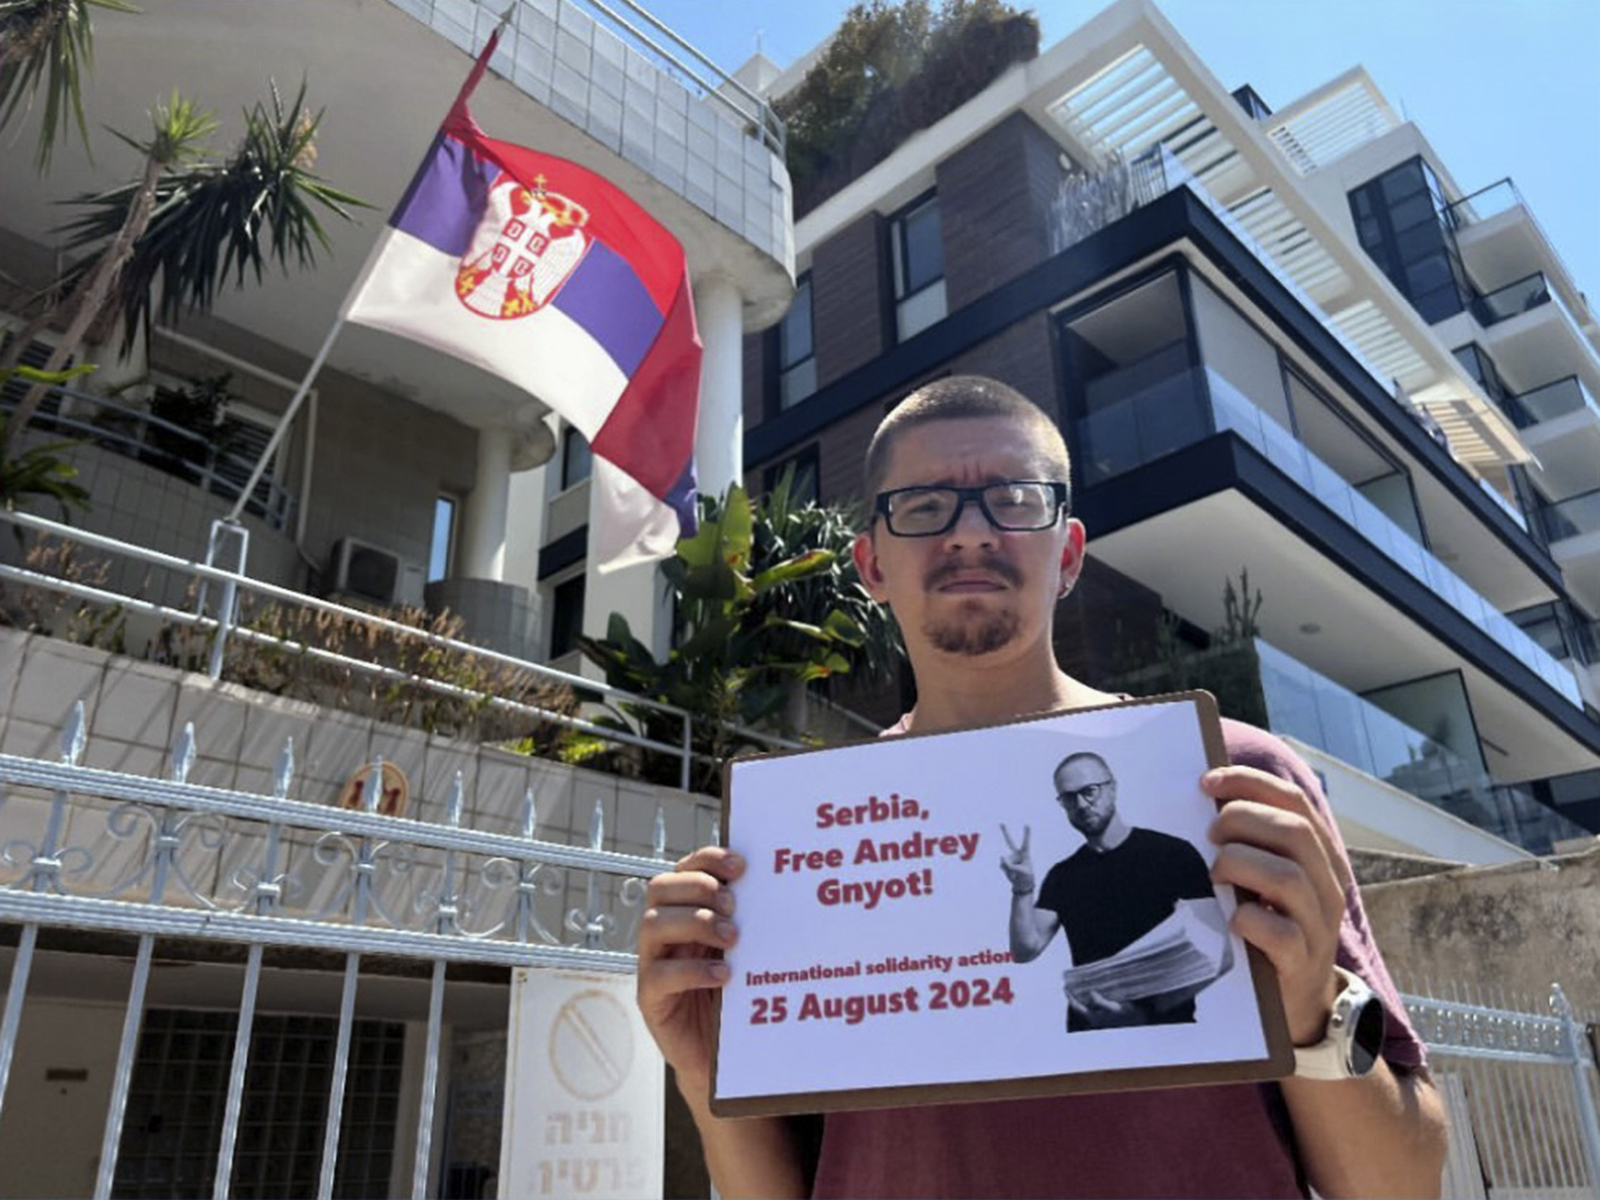 Serbia,
Free Andrey
Gnyot!
International solidarity action
25 August 2024
חניה
פרטית